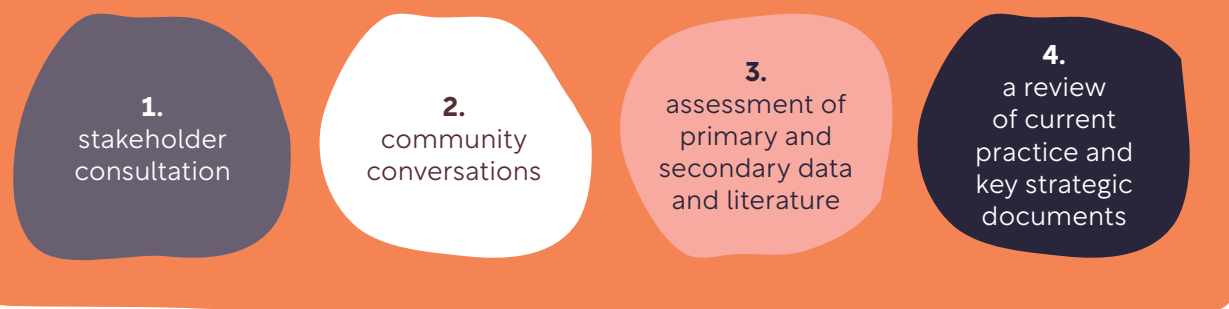 1.
stakeholder
consultation
2.
community
conversations
3.
assessment of
primary and
secondary data
and literature
4.
a review
of current
practice and
key strategic
documents